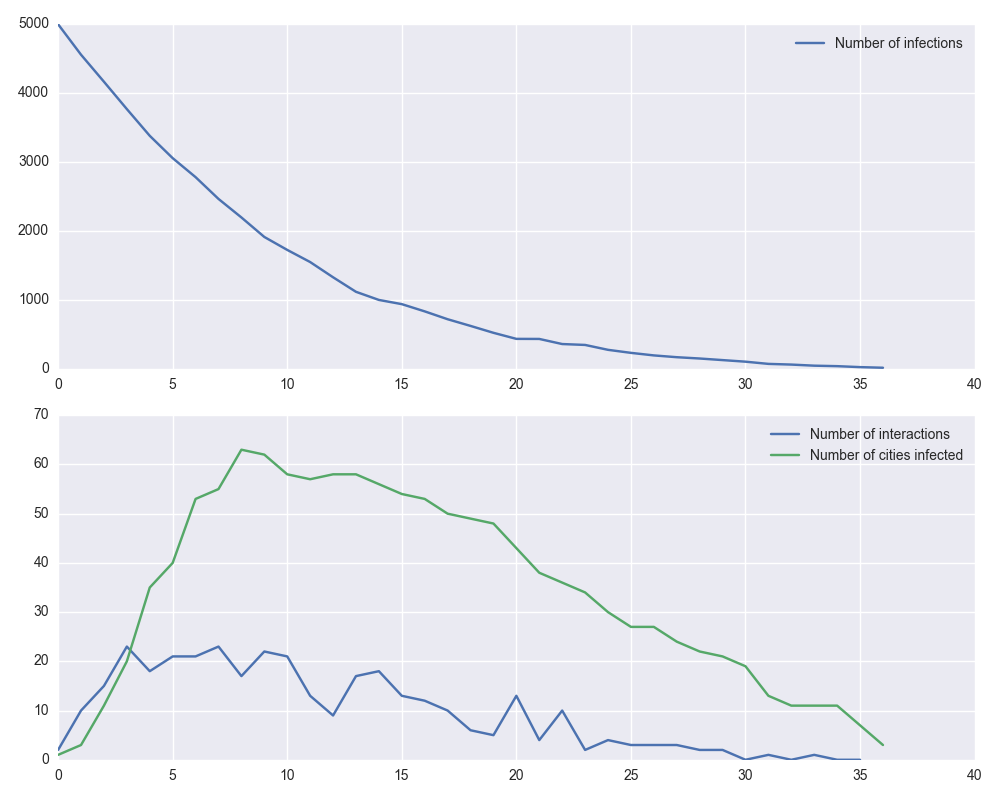 5000
Number of infections
4000
3000
2000
1000
0
0 5 10 15 20 25 30 35 40
70
Number of interactions
60
Number of cities infected
50
40
30
20
10
0
0 5 10 15 20 25 30 35 40